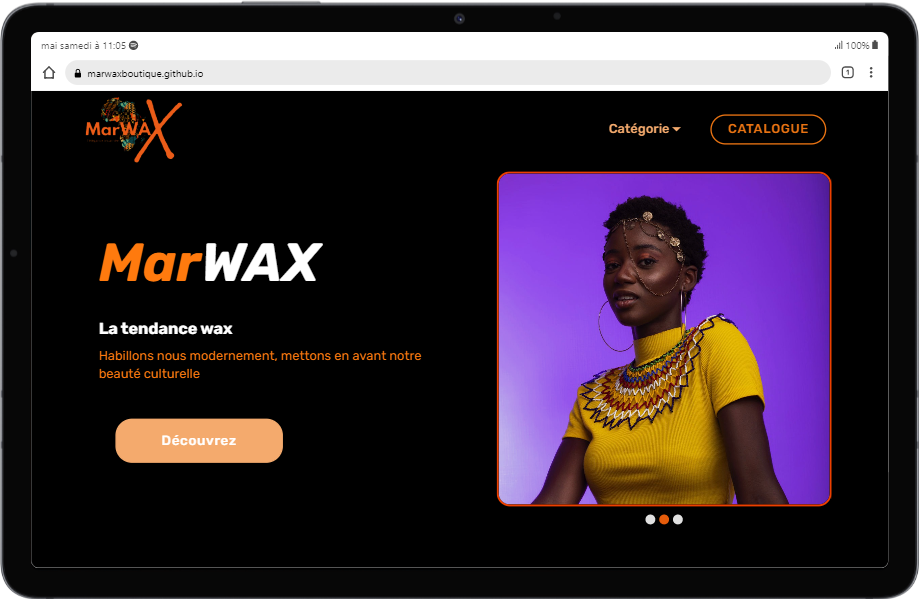 mai samedi à 11:05
100%
marwaxboutique.github.io
1
MarWAX
Catégorie
CATALOGUE
MarWAX
La tendance wax
Habillons nous modernement, mettons en avant notre
beauté culturelle
Découvrez